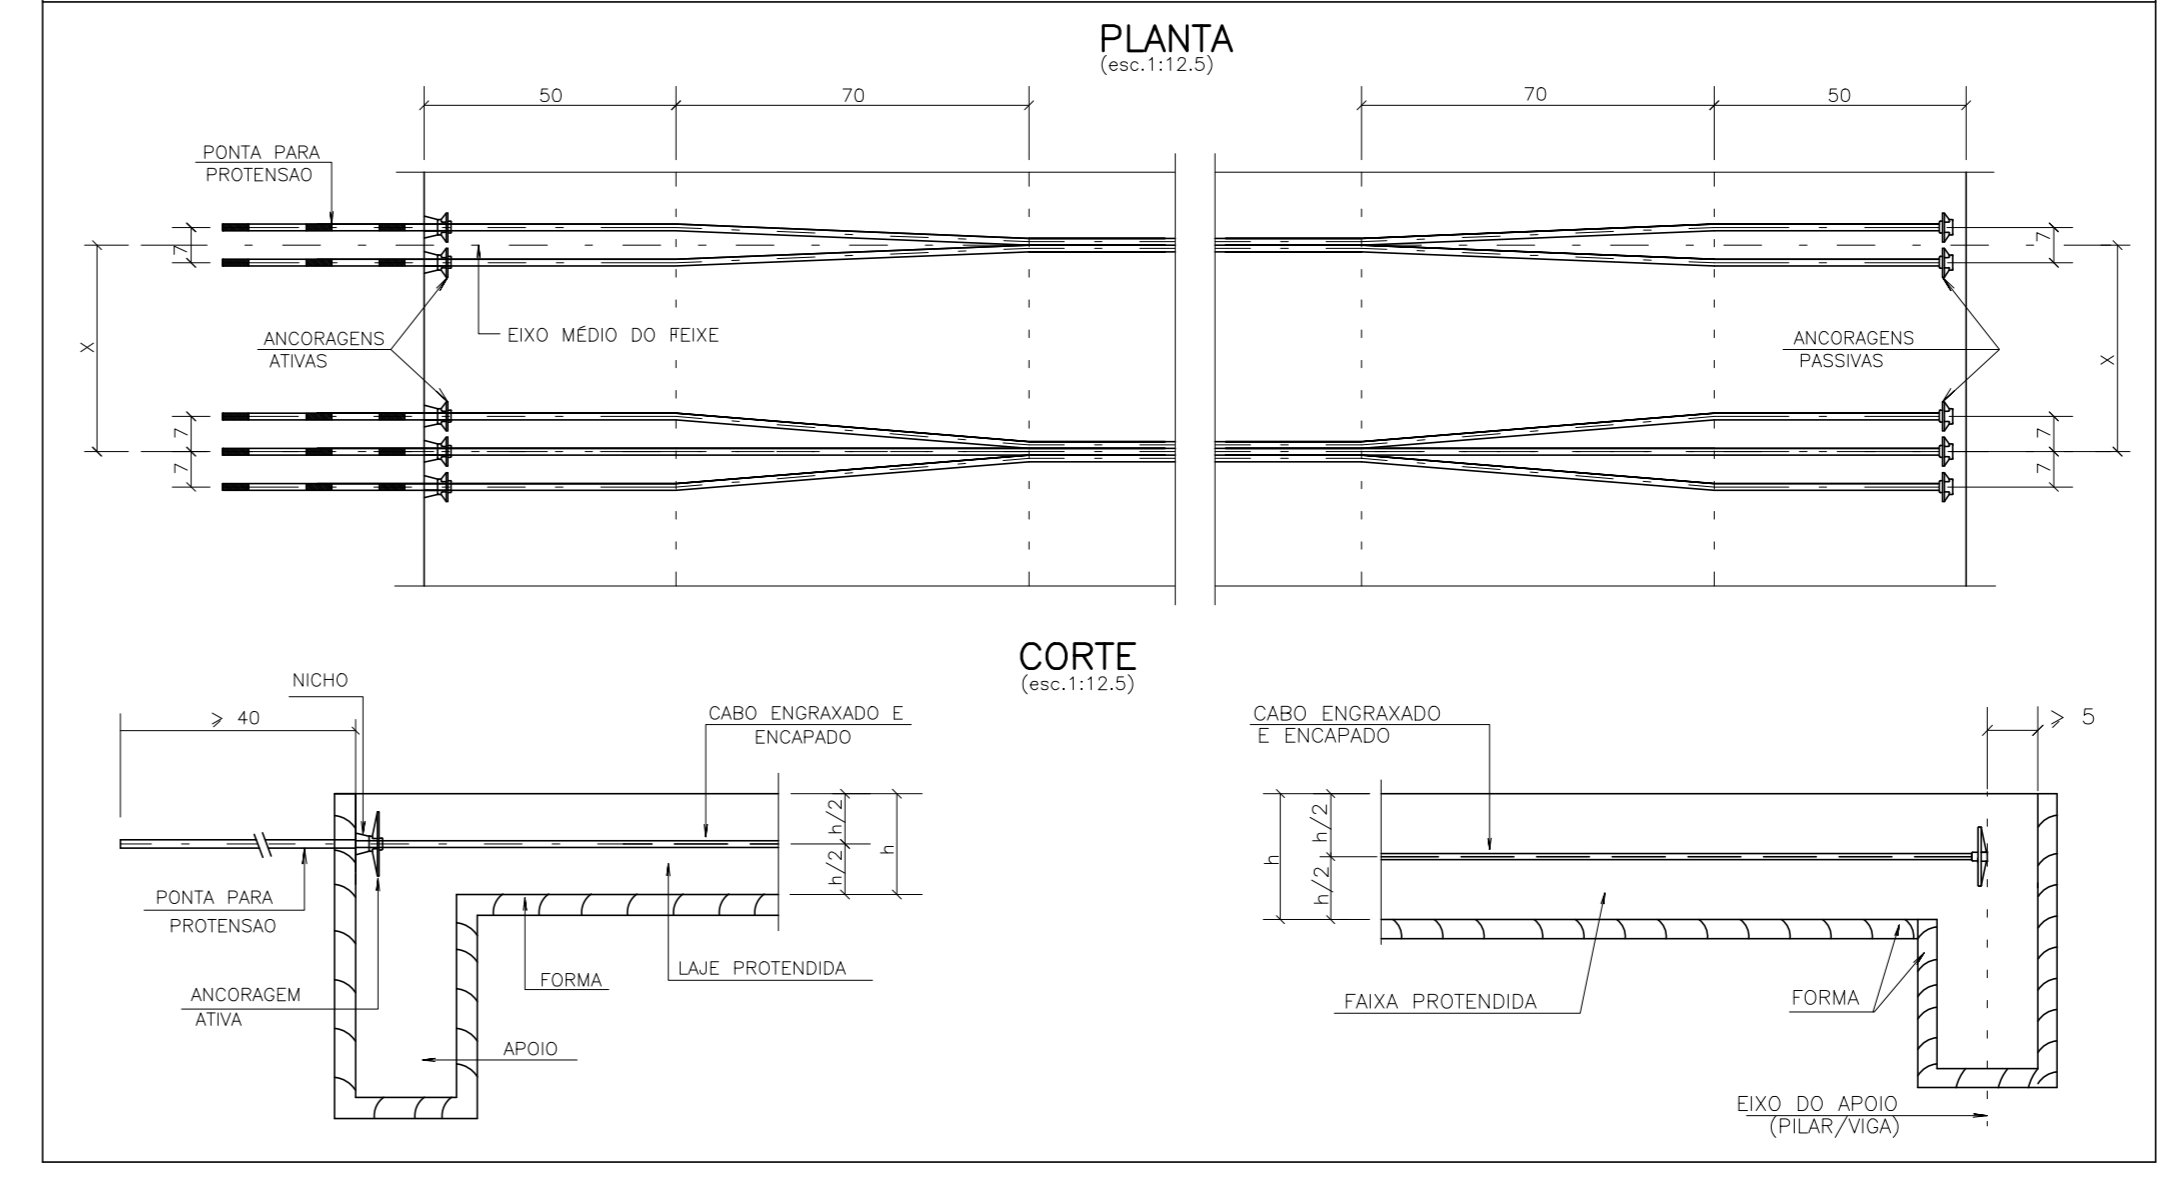 PLANTA
(esc.1:12.5)
50
70
70
50
PONTA PARA
PROTENSAO
7
7
X
ANCORAGENS
ATIVAS
EIXO MÉDIO DO FEIXE
ANCORAGENS
PASSIVAS
X
7
7
7
7
CORTE
(esc.1:12.5)
NICHO
⩾ 40
CABO ENGRAXADO E
ENCAPADO
CABO ENGRAXADO
E ENCAPADO
⩾ 5
h/2
h/2
h
h
h/2
h/2
PONTA PARA
PROTENSAO
ANCORAGEM
ATIVA
FORMA
LAJE PROTENDIDA
APOIO
FAIXA PROTENDIDA
FORMA
EIXO DO APOIO
(PILAR/VIGA)